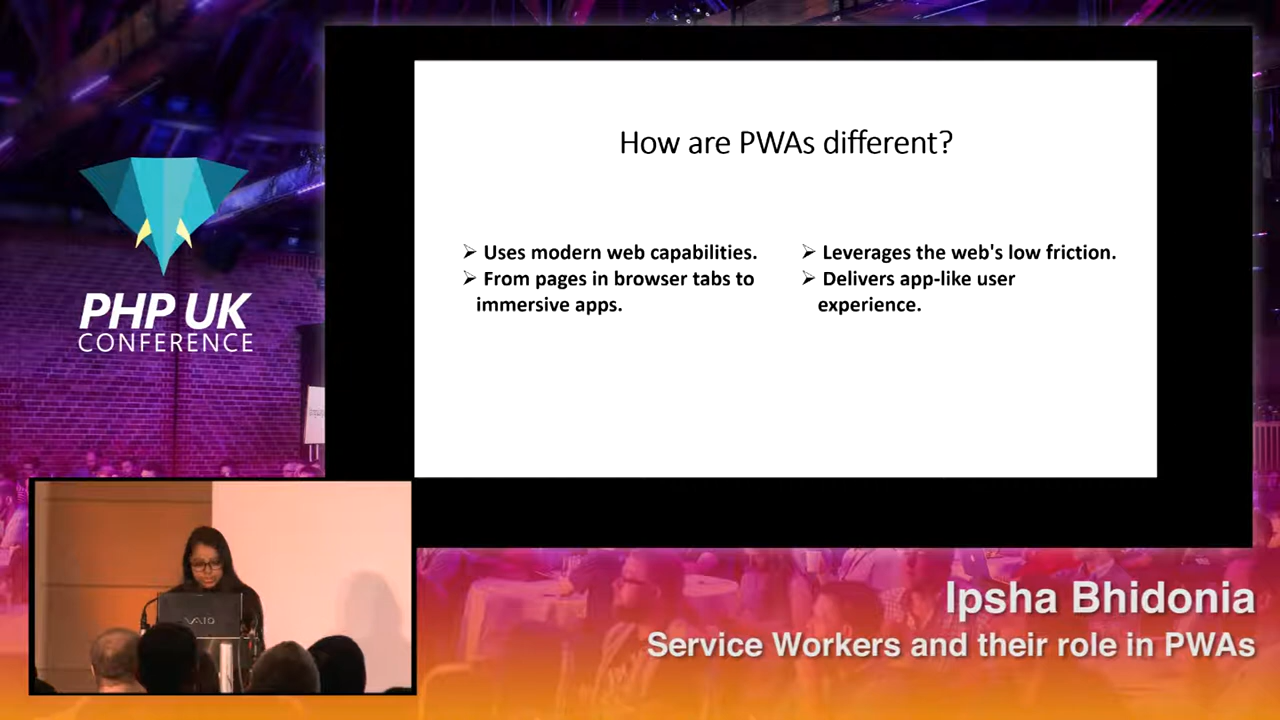 PHP UK
CONFERENCE
How are PWAs different?
➢ Uses modern web capabilities.
➢ From pages in browser tabs to
immersive apps.
➢ Leverages the web's low friction.
➢ Delivers app-like user
experience.
VAIO
Ipsha Bhidonia
Service Workers and their role in PWAs